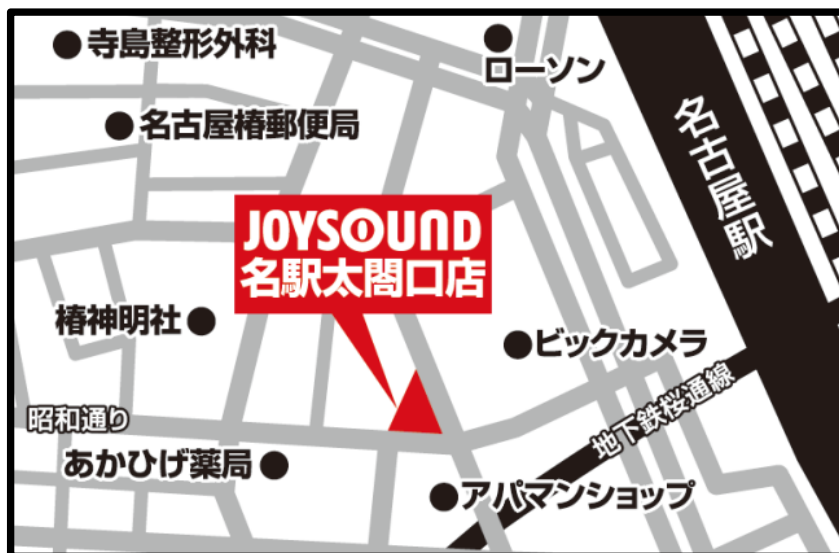 寺島整形外科
ローソン
名古屋椿郵便局
名古屋駅
JOYSOUND
名駅太閤口店
椿神明社
ビックカメラ
昭和通り
地下鉄桜通線
あかひげ薬局
アパマンショップ